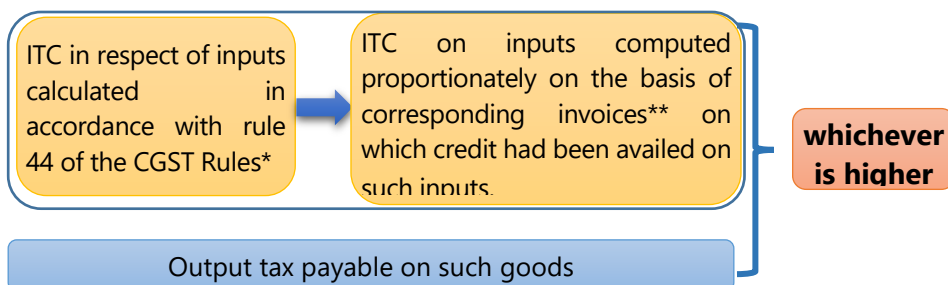 ITC in respect of inputs
calculated in
accordance with rule
44 of the CGST Rules*
ITC on inputs computed
proportionately on the basis of
corresponding invoices** on
which credit had been availed on
such inputs.
whichever
is higher
Output tax payable on such goods